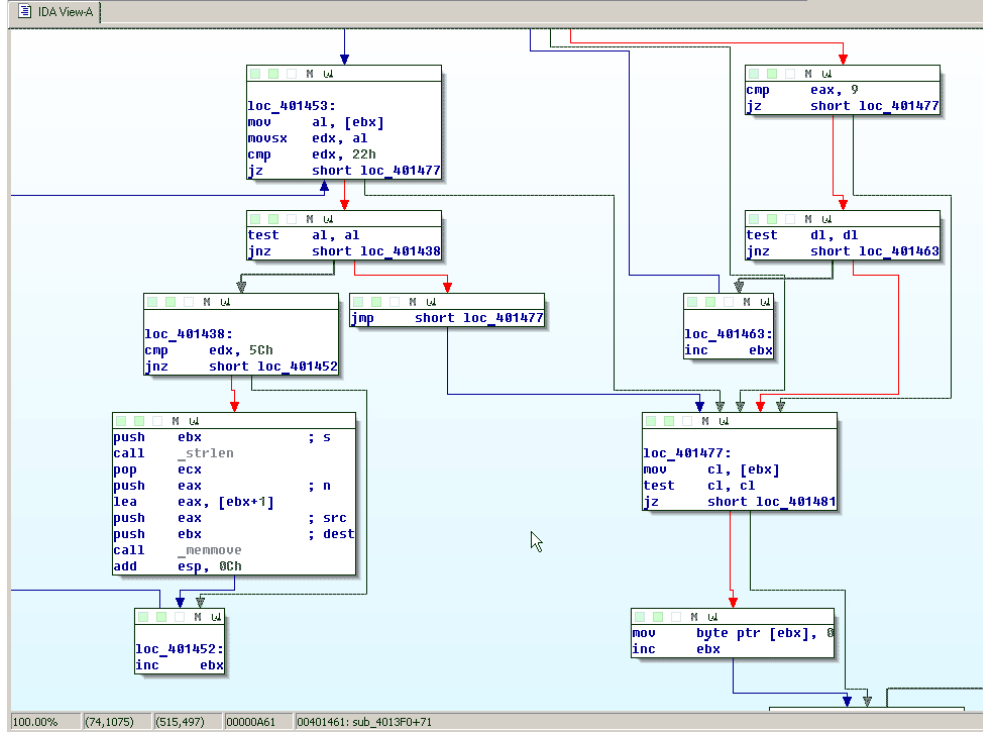 IDA View-A
loc_401453:
mov al, [ebx]
movsx edx, al
cmp edx, 22h
jz short loc_401477
cmp eax, 9
jz short loc_401477
test al, al
jnz short loc_401438
test dl, dl
jnz short loc_401463
loc_401438:
cmp edx, 5Ch
jnz short loc_401452
jmp short loc_401477
loc_401463:
inc ebx
push ebx ; s
call _strlen
pop ecx
push eax ; n
lea eax, [ebx+1]
push eax ; src
push ebx ; dest
call _memmove
add esp, 0Ch
loc_401477:
mov cl, [ebx]
test cl, cl
jz short loc_401481
loc_401452:
inc ebx
mov byte ptr [ebx], 0
inc ebx
100.00% (74,1075) (515,497) 00000A61 00401461: sub_4013F0+71